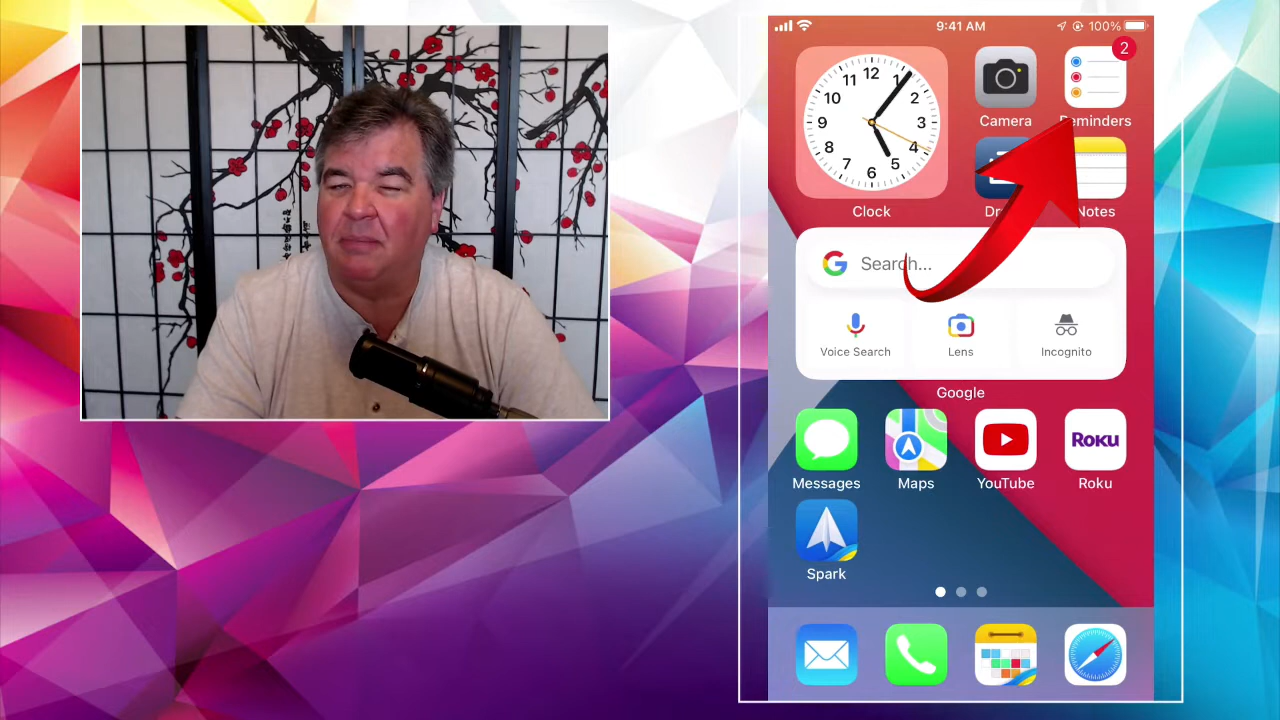 9:41 AM
100%
12
1
2
3
4
5
6
7
8
9
10
11
Clock
Camera
2
Reminders
Notes
Search...
Voice Search
Lens
Incognito
Google
Messages
Maps
YouTube
Roku
Roku
Spark